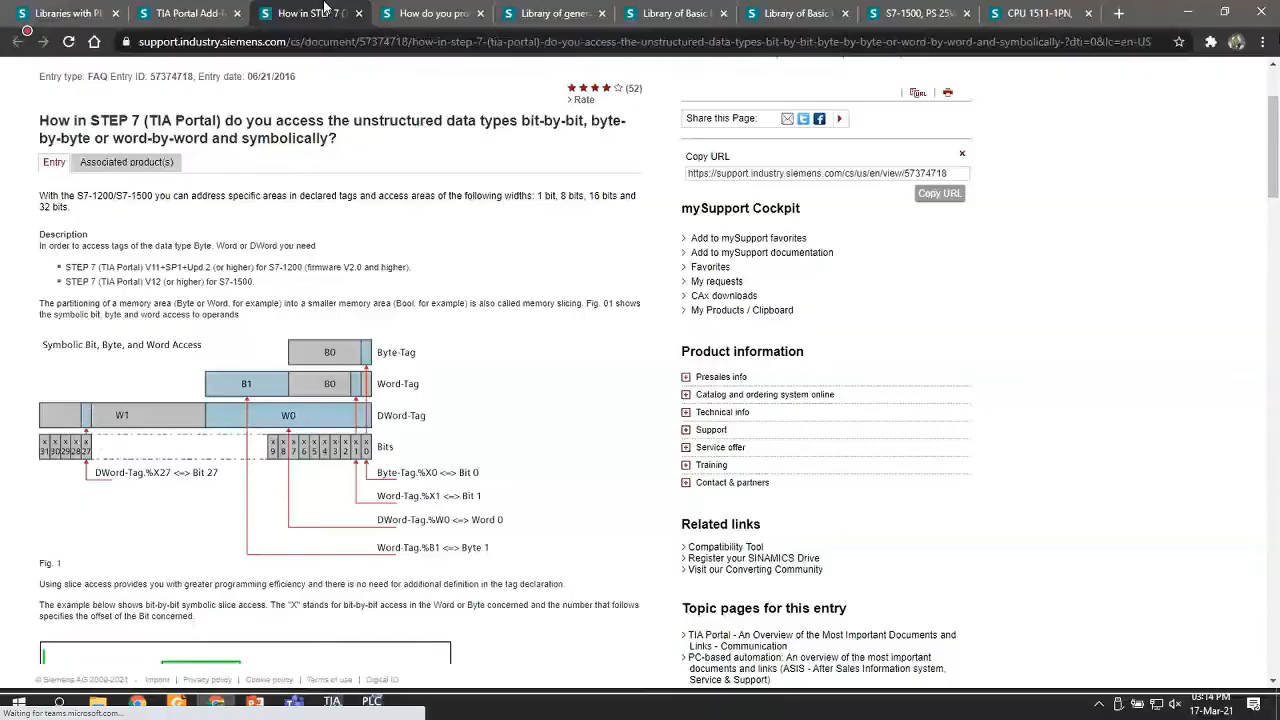 Libraries with PL
TIA Portal Add-I
How in STEP 7 (
How do you pro
Library of gener
Library of Basic
Library of Basic
S7-1500, PS 25
CPU 1511-1PN,
support.industry.siemens.com/cs/document/57374718/how-in-step-7-(tia-portal)-do-you-access-the-unstructured-data-types-bit-by-bit-byte-by-byte-or-word-by-word-and-symbolically-?dti=0&lc=en-US
Entry type: FAQ Entry ID: 57374718, Entry date: 06/21/2016
(52)
> Rate
How in STEP 7 (TIA Portal) do you access the unstructured data types bit-by-bit, byte-
by-byte or word-by-word and symbolically?
Entry Associated product(s)
With the S7-1200/S7-1500 you can address specific areas in declared tags and access areas of the following widths: 1 bit, 8 bits, 16 bits and
32 bits.
Description
In order to access tags of the data type Byte, Word or DWord you need
STEP 7 (TIA Portal) V11+SP1+Upd 2 (or higher) for S7-1200 (firmware V2.0 and higher).
STEP 7 (TIA Portal) V12 (or higher) for S7-1500.
The partitioning of a memory area (Byte or Word, for example) into a smaller memory area (Bool, for example) is also called memory slicing. Fig. 01 shows
the symbolic bit, byte and word access to operands
Symbolic Bit, Byte, and Word Access
B0 Byte-Tag
B1 B0 Word-Tag
W1 W0 DWord-Tag
x x x x x x x x x x x x x x x
31 30 29 28 27 9 8 7 6 5 4 3 2 1 0 Bits
DWord-Tag.%X27 <=> Bit 27
Byte-Tag.%X0 <=> Bit 0
Word-Tag.%X1 <=> Bit 1
DWord-Tag.%W0 <=> Word 0
Word-Tag.%B1 <=> Byte 1
Fig. 1
Using slice access provides you with greater programming efficiency and there is no need for additional definition in the tag declaration.
The example below shows bit-by-bit symbolic slice access. The "X" stands for bit-by-bit access in the Word or Byte concerned and the number that follows
specifies the offset of the Bit concerned.
© Siemens AG 2009-2021 - Imprint | Privacy policy | Cookie policy | Terms of use | Digital ID
URL
Share this Page:
Copy URL
https://support.industry.siemens.com/cs/us/en/view/57374718
Copy URL
mySupport Cockpit
> Add to mySupport favorites
> Add to mySupport documentation
> Favorites
> My requests
> CAx downloads
> My Products / Clipboard
Product information
Presales info
Catalog and ordering system online
Technical info
Support
Service offer
Training
Contact & partners
Related links
> Compatibility Tool
> Register your SINAMICS Drive
> Visit our Converting Community
Topic pages for this entry
> TIA Portal - An Overview of the Most Important Documents and
Links - Communication
> PC-based automation: An overview of the most important
documents and links (ASIS - After Sales Information system,
Service & Support)
Waiting for teams.microsoft.com...
TIA
PLC
03:14 PM
17-Mar-21